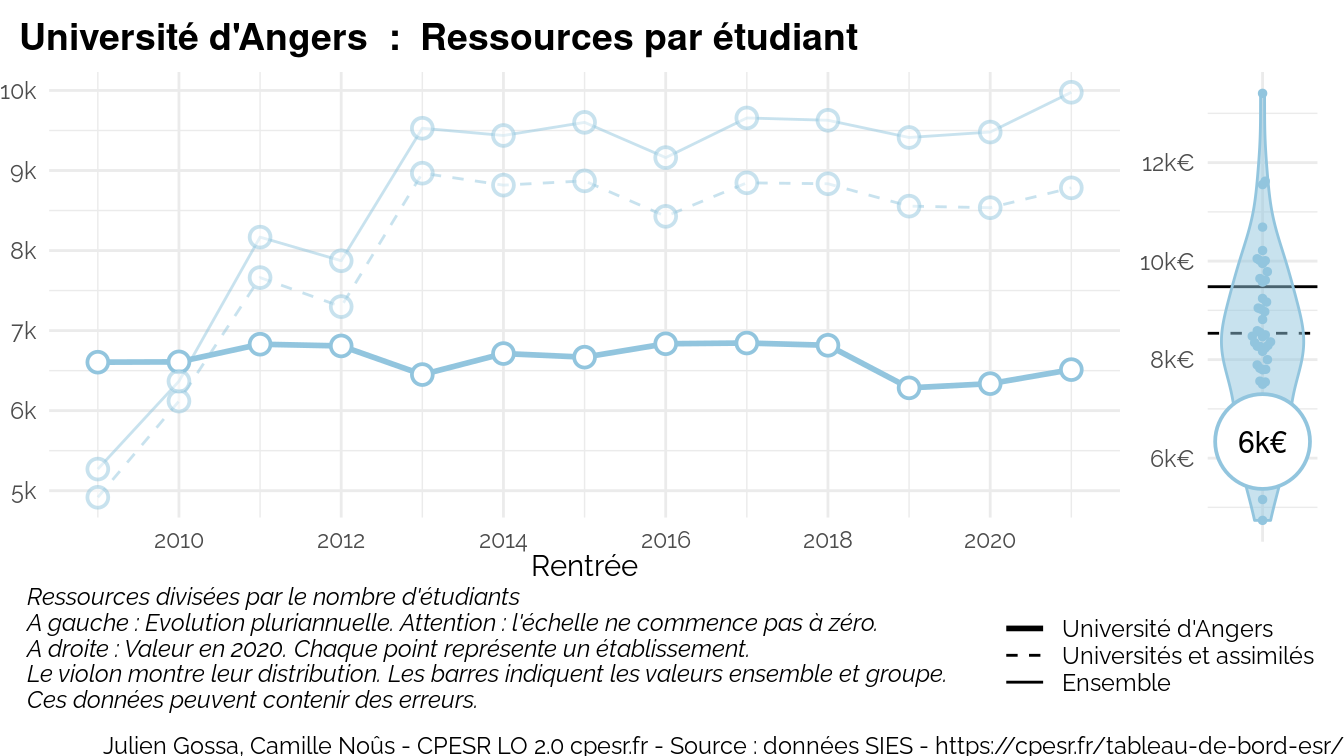 Université d'Angers : Ressources par étudiant
10k
9k
8k
7k
6k
5k
2010 2012 2014 2016 2018 2020
Rentrée
12k€
10k€
8k€
6k€
6k€
Ressources divisées par le nombre d'étudiants
A gauche : Evolution pluriannuelle. Attention : l'échelle ne commence pas à zéro.
A droite : Valeur en 2020. Chaque point représente un établissement.
Le violon montre leur distribution. Les barres indiquent les valeurs ensemble et groupe.
Ces données peuvent contenir des erreurs.
Université d'Angers
Universités et assimilés
Ensemble
Julien Gossa, Camille Noûs - CPESR LO 2.0 cpesr.fr - Source : données SIES - https://cpesr.fr/tableau-de-bord-esr/